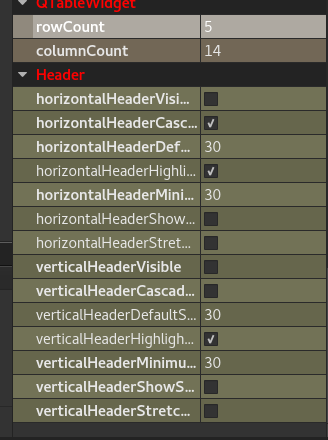 QTableWidget
rowCount 5
columnCount 14
Header
horizontalHeaderVisi...
horizontalHeaderCasc...
horizontalHeaderDef... 30
horizontalHeaderHighli...
horizontalHeaderMini... 30
horizontalHeaderShow...
horizontalHeaderStret...
verticalHeaderVisible
verticalHeaderCascad...
verticalHeaderDefaultS... 30
verticalHeaderHighligh...
verticalHeaderMinimu... 30
verticalHeaderShowS...
verticalHeaderStretc...